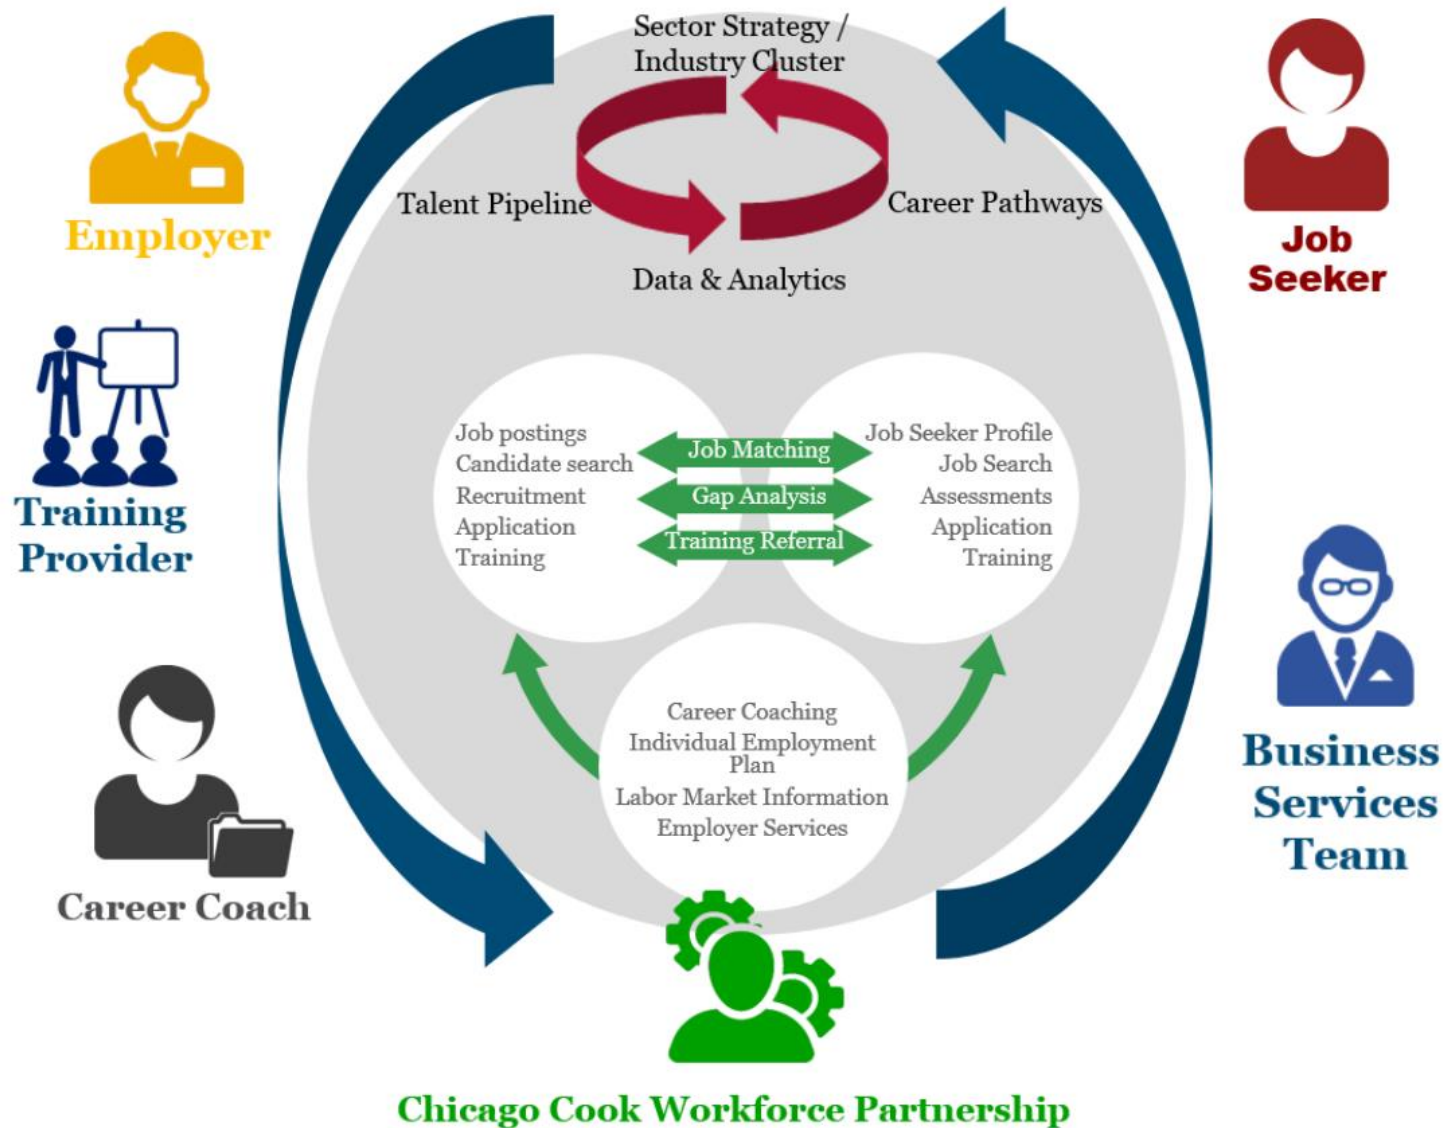 Sector Strategy /
Industry Cluster
Talent Pipeline
Career Pathways
Data & Analytics
Employer
Job
Seeker
Training
Provider
Job postings
Candidate search
Recruitment
Application
Training
Job Matching
Gap Analysis
Training Referral
Job Seeker Profile
Job Search
Assessments
Application
Training
Career Coaching
Individual Employment
Plan
Labor Market Information
Employer Services
Business
Services
Team
Career Coach
Chicago Cook Workforce Partnership